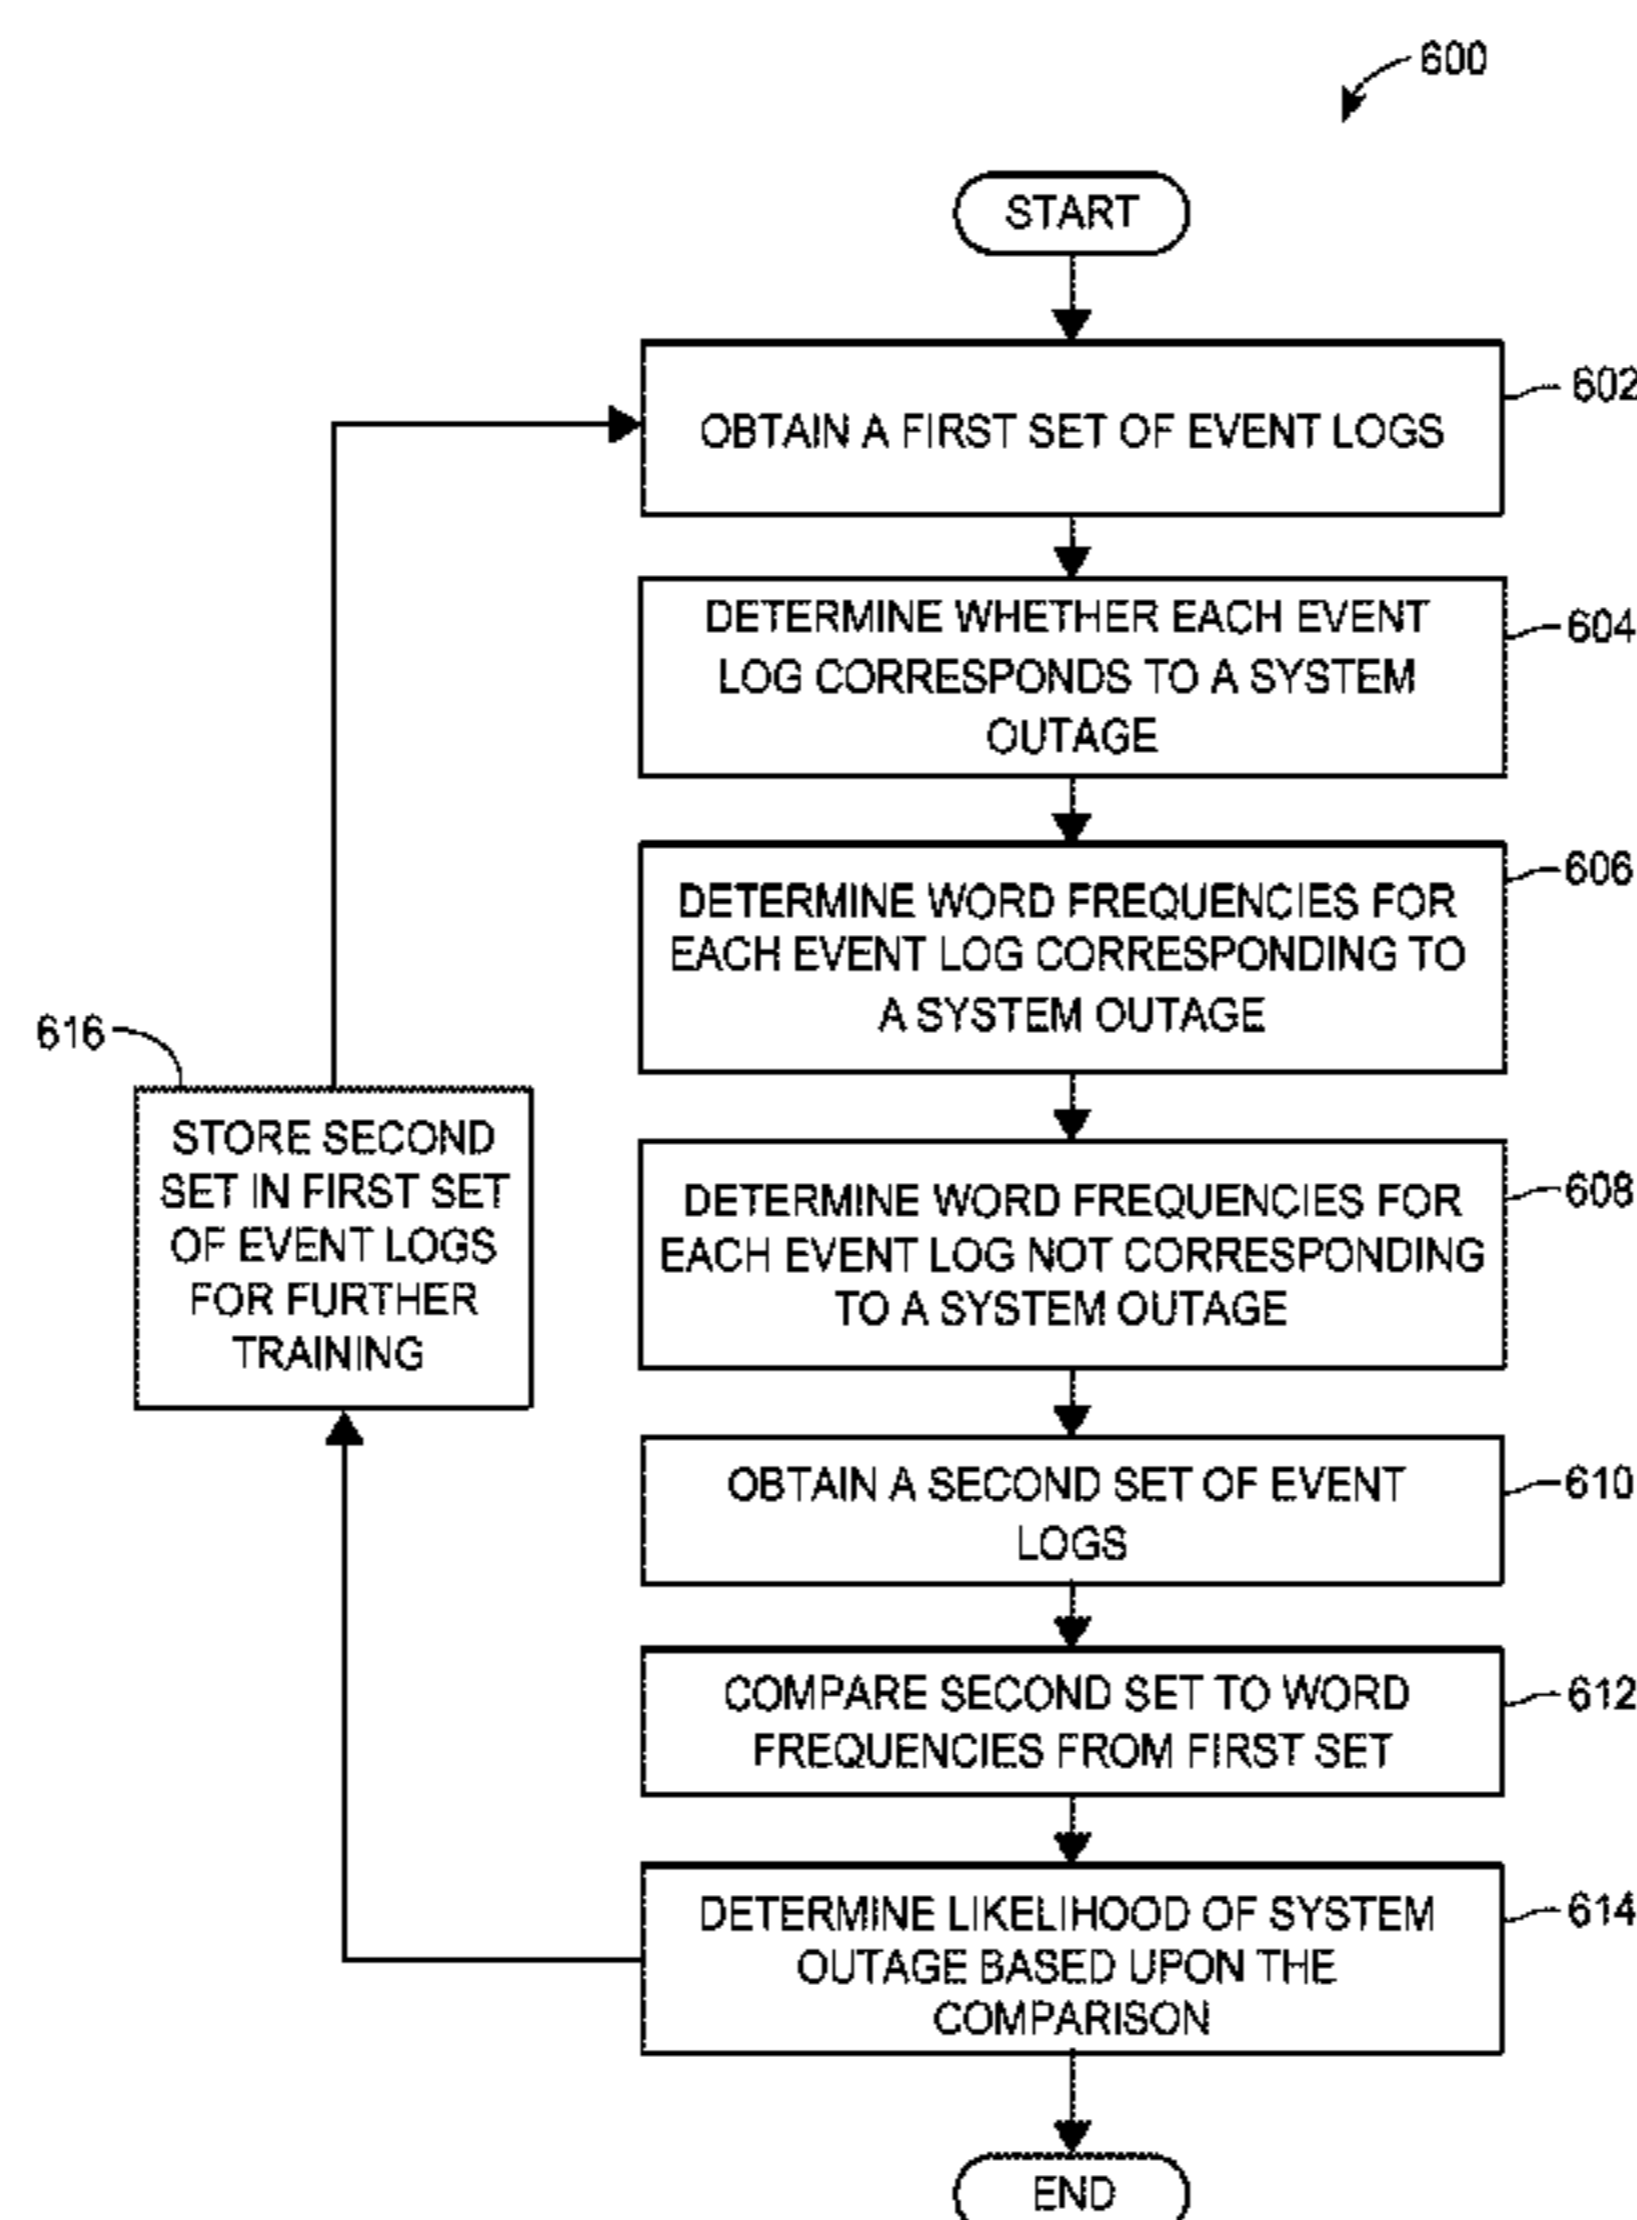 600
START
OBTAIN A FIRST SET OF EVENT LOGS
602
DETERMINE WHETHER EACH EVENT
LOG CORRESPONDS TO A SYSTEM
OUTAGE
604
DETERMINE WORD FREQUENCIES FOR
EACH EVENT LOG CORRESPONDING TO
A SYSTEM OUTAGE
606
DETERMINE WORD FREQUENCIES FOR
EACH EVENT LOG NOT CORRESPONDING
TO A SYSTEM OUTAGE
608
OBTAIN A SECOND SET OF EVENT
LOGS
610
COMPARE SECOND SET TO WORD
FREQUENCIES FROM FIRST SET
612
DETERMINE LIKELIHOOD OF SYSTEM
OUTAGE BASED UPON THE
COMPARISON
614
616
STORE SECOND
SET IN FIRST SET
OF EVENT LOGS
FOR FURTHER
TRAINING
END